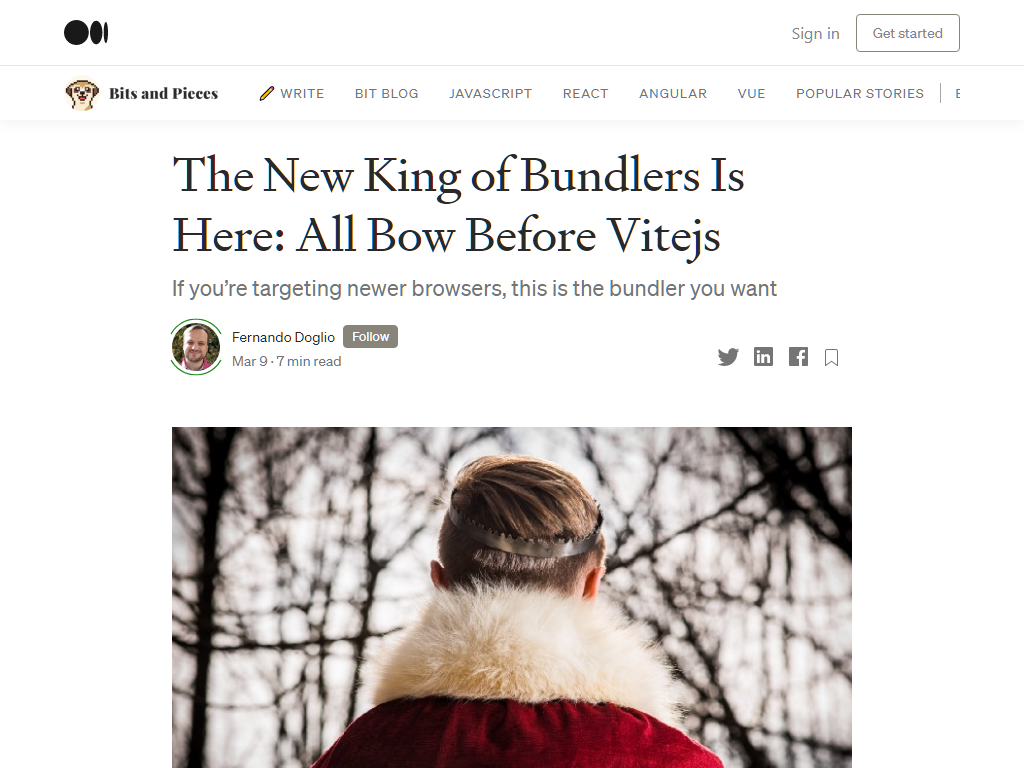 Sign in
Get started
Bits and Pieces
WRITE
BIT BLOG
JAVASCRIPT
REACT
ANGULAR
VUE
POPULAR STORIES
The New King of Bundlers Is
Here: All Bow Before Vitejs
If you’re targeting newer browsers, this is the bundler you want
Fernando Doglio
Follow
Mar 9 · 7 min read